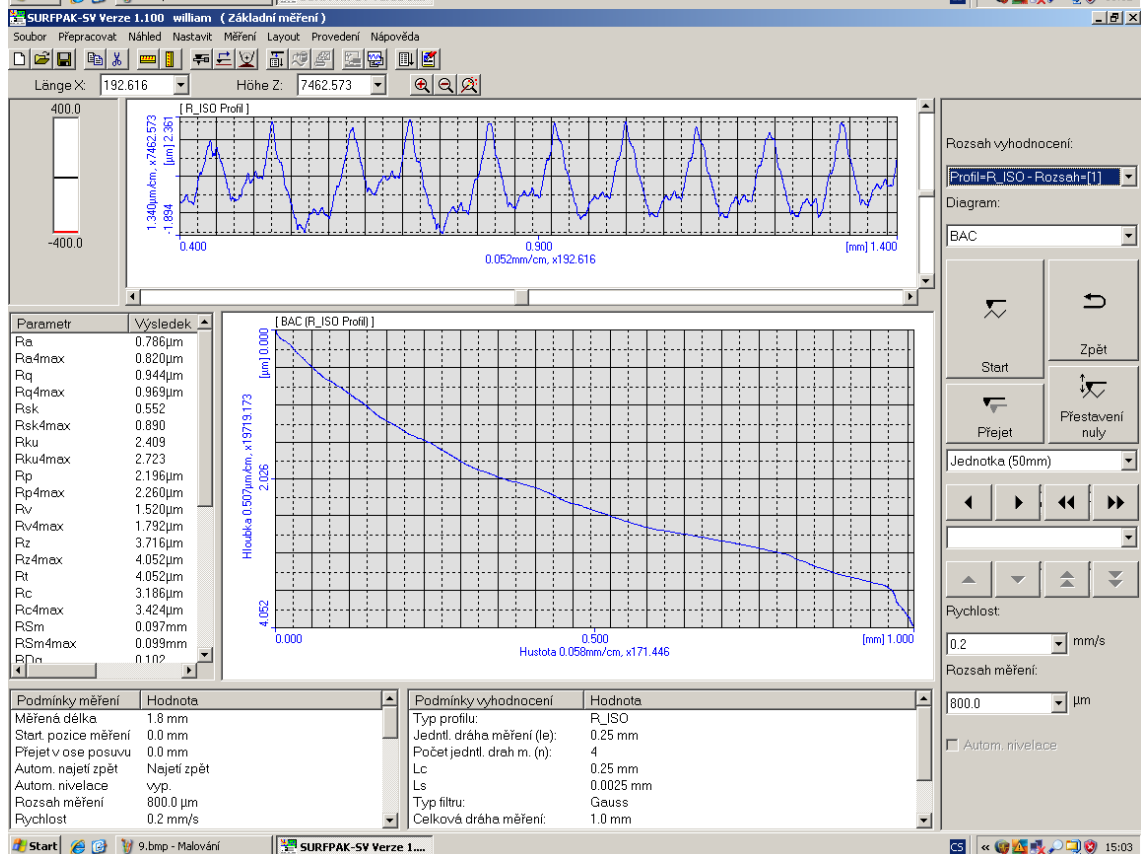 SURFPAK-SV Verze 1.100 william ( Základní měření )
Soubor Přepracovat Náhled Nastavit Měření Layout Provedení Nápověda
Länge X: 192.616 Höhe Z: 7462.573
400.0
-400.0
[ R_ISO Profil ]
1.340µm/cm, x7462.573
-1.894 [µm] 2.361
0.400 0.900 [mm] 1.400
0.052mm/cm, x192.616
Rozsah vyhodnocení:
Profil=R_ISO - Rozsah=[1]
Diagram:
BAC
Start
Zpět
Přejet
Přestavení
nuly
Jednotka (50mm)
Rychlost:
0.2 mm/s
Rozsah měření:
800.0 µm
Autom. nivelace
Parametr Výsledek
Ra 0.786µm
Ra4max 0.820µm
Rq 0.944µm
Rq4max 0.969µm
Rsk 0.552
Rsk4max 0.890
Rku 2.409
Rku4max 2.723
Rp 2.196µm
Rp4max 2.260µm
Rv 1.520µm
Rv4max 1.792µm
Rz 3.716µm
Rz4max 4.052µm
Rt 4.052µm
Rc 3.186µm
Rc4max 3.424µm
RSm 0.097mm
RSm4max 0.099mm
RDq 0.102
[ BAC (R_ISO Profil) ]
Hloubka 0.507µm/cm, x19719.173
4.052 2.026 [µm] 0.000
0.000 0.500 [mm] 1.000
Hustota 0.058mm/cm, x171.446
Podmínky měření Hodnota
Měřená délka 1.8 mm
Start. pozice měření 0.0 mm
Přejet v ose posuvu 0.0 mm
Autom. najetí zpět Najetí zpět
Autom. nivelace vyp.
Rozsah měření 800.0 µm
Rychlost 0.2 mm/s
Podmínky vyhodnocení Hodnota
Typ profilu: R_ISO
Jedntl. dráha měření (le): 0.25 mm
Počet jedntl. drah m. (n): 4
Lc 0.25 mm
Ls 0.0025 mm
Typ filtru: Gauss
Celková dráha měření: 1.0 mm
Start 9.bmp - Malování SURFPAK-SV Verze 1.... CS « 15:03